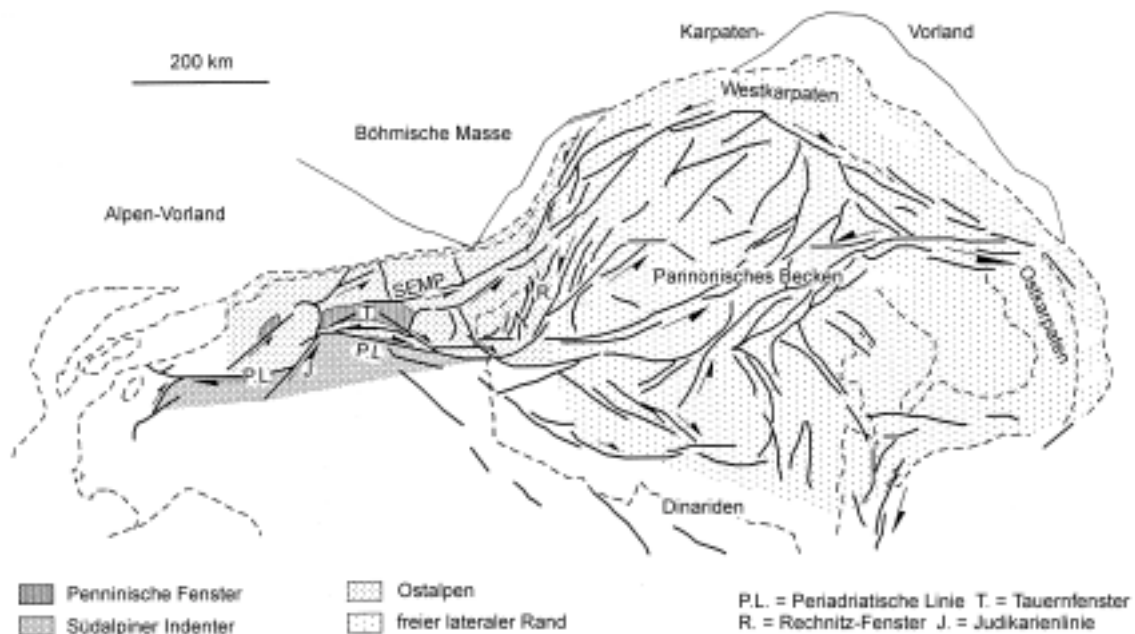 Karpaten- Vorland
200 km
Westkarpaten
Böhmische Masse
Alpen-Vorland
SEMP
Pannonisches Becken
R.
T.
Ostkarpaten
P.L.
P.L.
J.
Dinariden
Penninische Fenster
Südalpiner Indenter
Ostalpen
freier lateraler Rand
P.L. = Periadriatische Linie T. = Tauernfenster
R. = Rechnitz-Fenster J. = Judikarienlinie